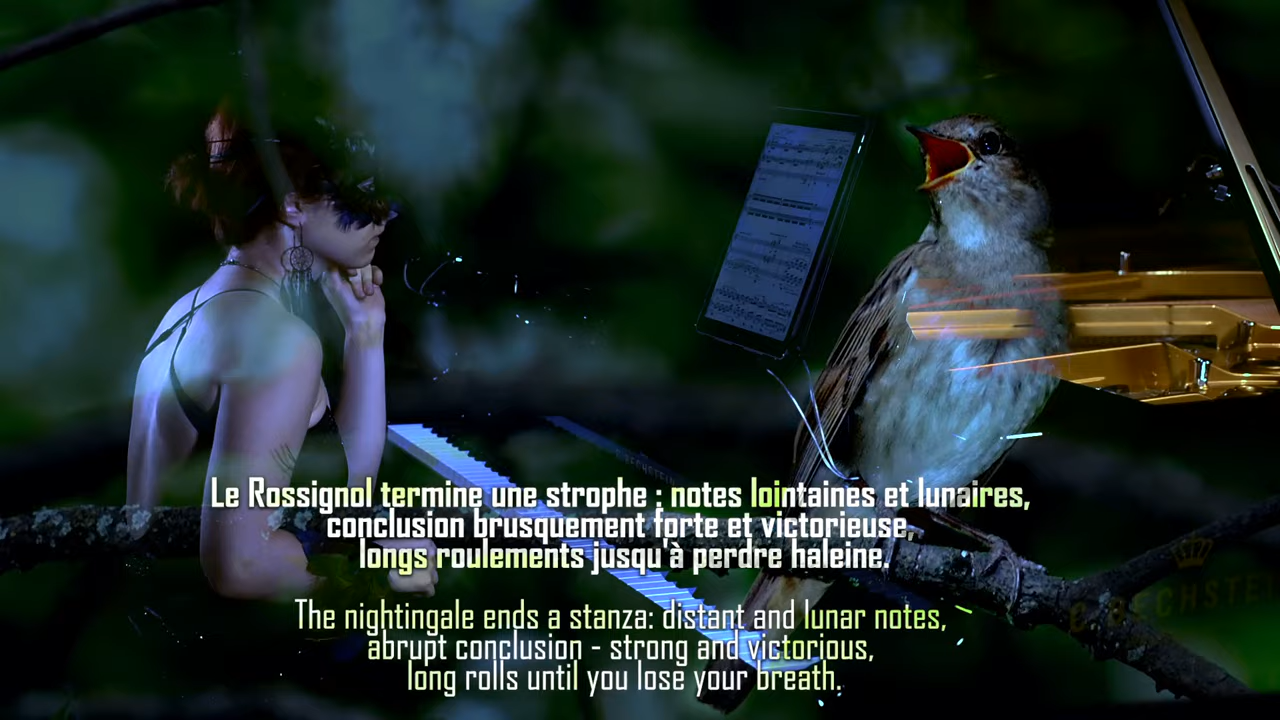 Le Rossignol termine une strophe : notes lointaines et lunaires,
conclusion brusquement forte et victorieuse,
longs roulements jusqu'à perdre haleine.
The nightingale ends a stanza: distant and lunar notes,
abrupt conclusion - strong and victorious,
long rolls until you lose your breath.